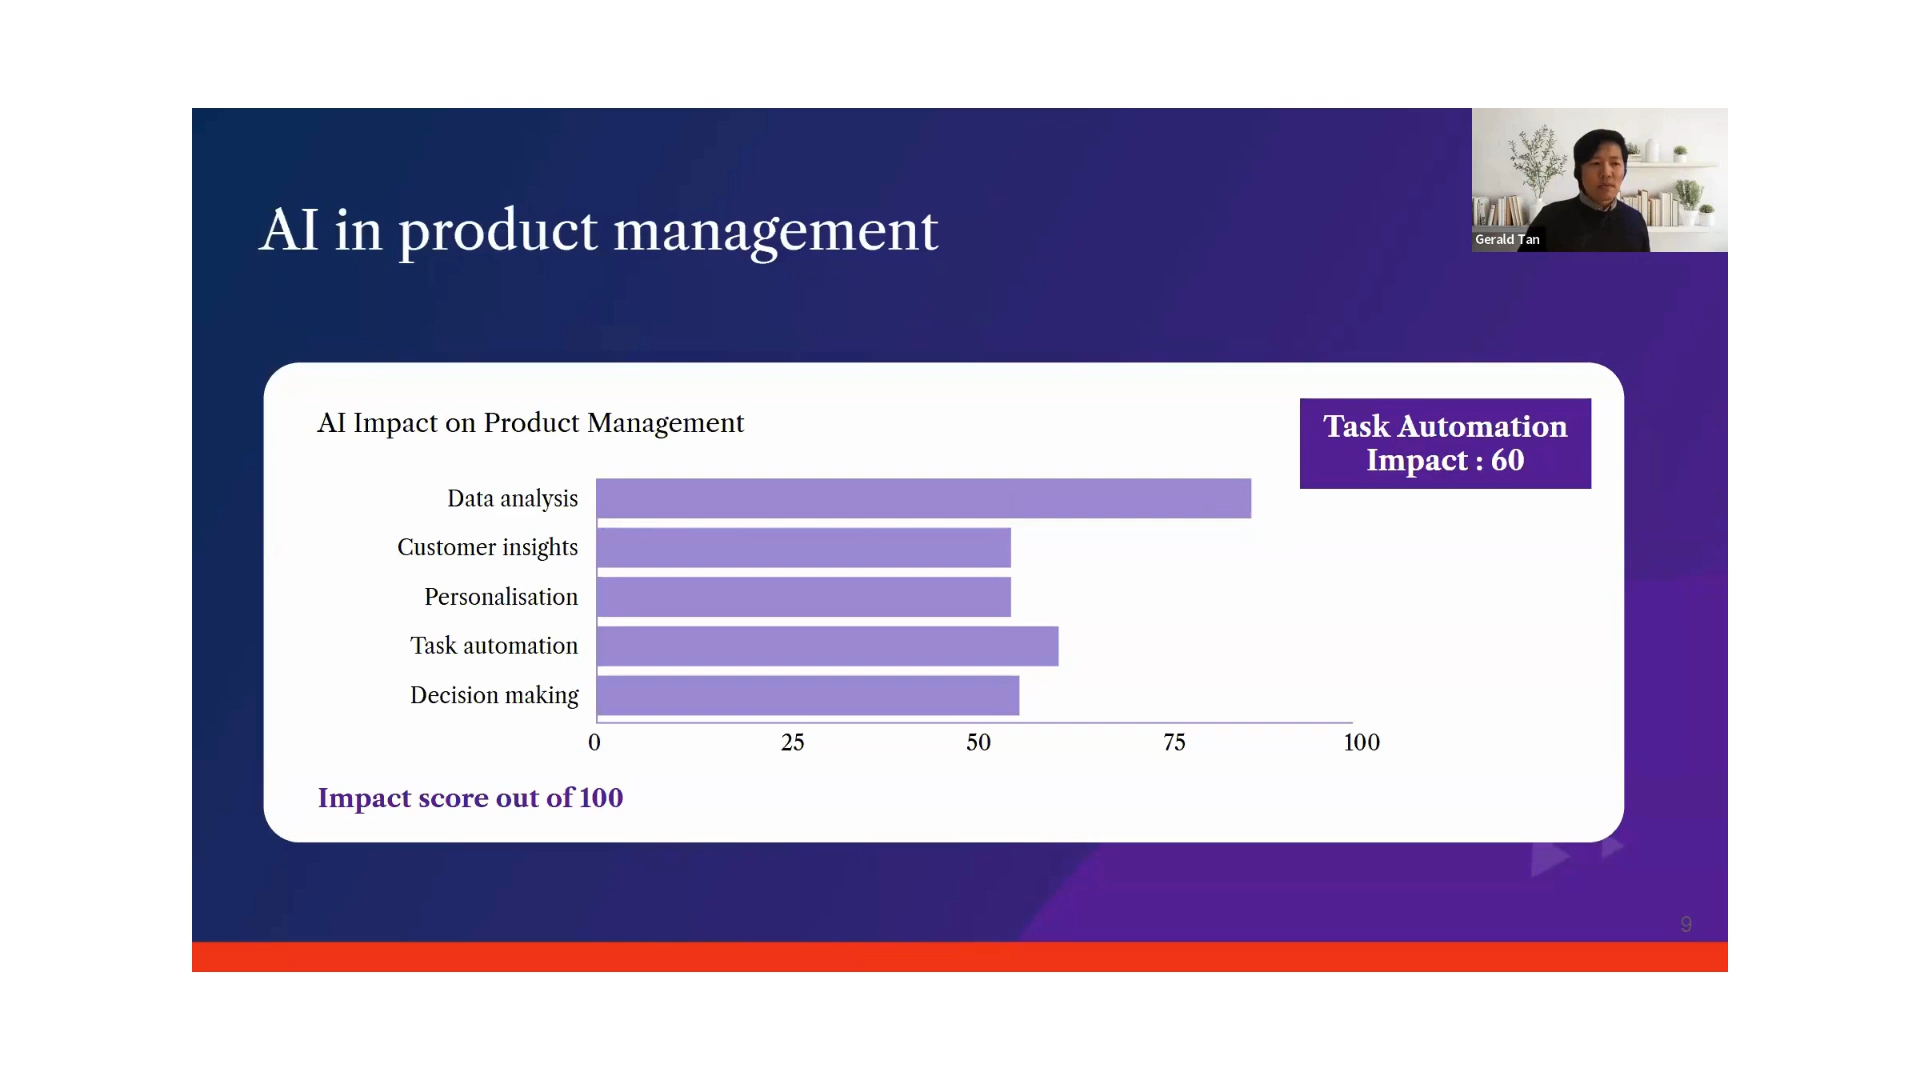 AI in product management
Gerald Tan
AI Impact on Product Management
Task Automation
Impact : 60
Data analysis
Customer insights
Personalisation
Task automation
Decision making
0 25 50 75 100
Impact score out of 100
9